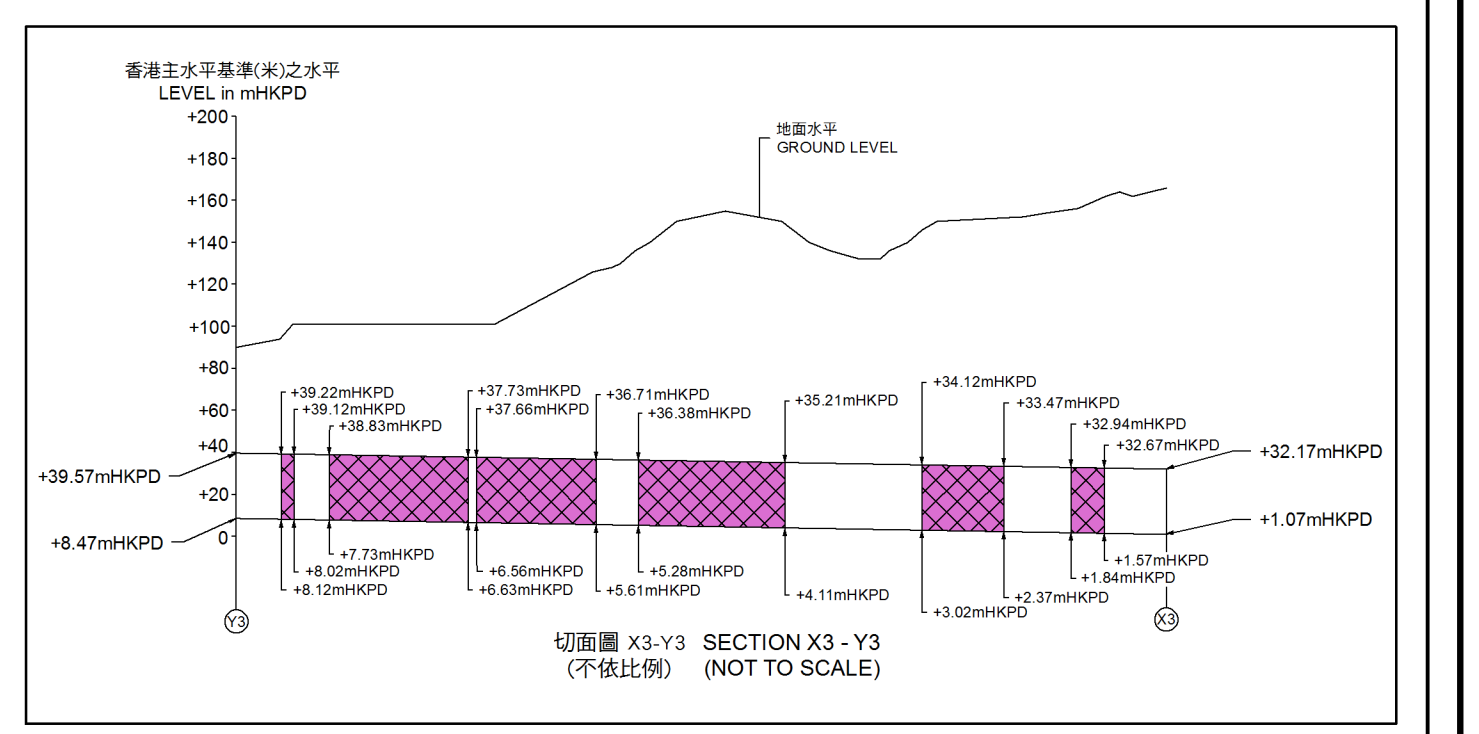 香港主水平基準(米)之水平
LEVEL in mHKPD
+200
+180
+160
+140
+120
+100
+80
+60
+40
+20
0
地面水平
GROUND LEVEL
+39.57mHKPD
+8.47mHKPD
+39.22mHKPD
+39.12mHKPD
+38.83mHKPD
+37.73mHKPD
+37.66mHKPD
+36.71mHKPD
+36.38mHKPD
+35.21mHKPD
+34.12mHKPD
+33.47mHKPD
+32.94mHKPD
+32.67mHKPD
+32.17mHKPD
+1.07mHKPD
+7.73mHKPD
+8.02mHKPD
+8.12mHKPD
+6.56mHKPD
+6.63mHKPD
+5.61mHKPD
+5.28mHKPD
+4.11mHKPD
+3.02mHKPD
+2.37mHKPD
+1.84mHKPD
+1.57mHKPD
Y3
X3
切面圖 X3-Y3 SECTION X3 - Y3
(不依比例) (NOT TO SCALE)